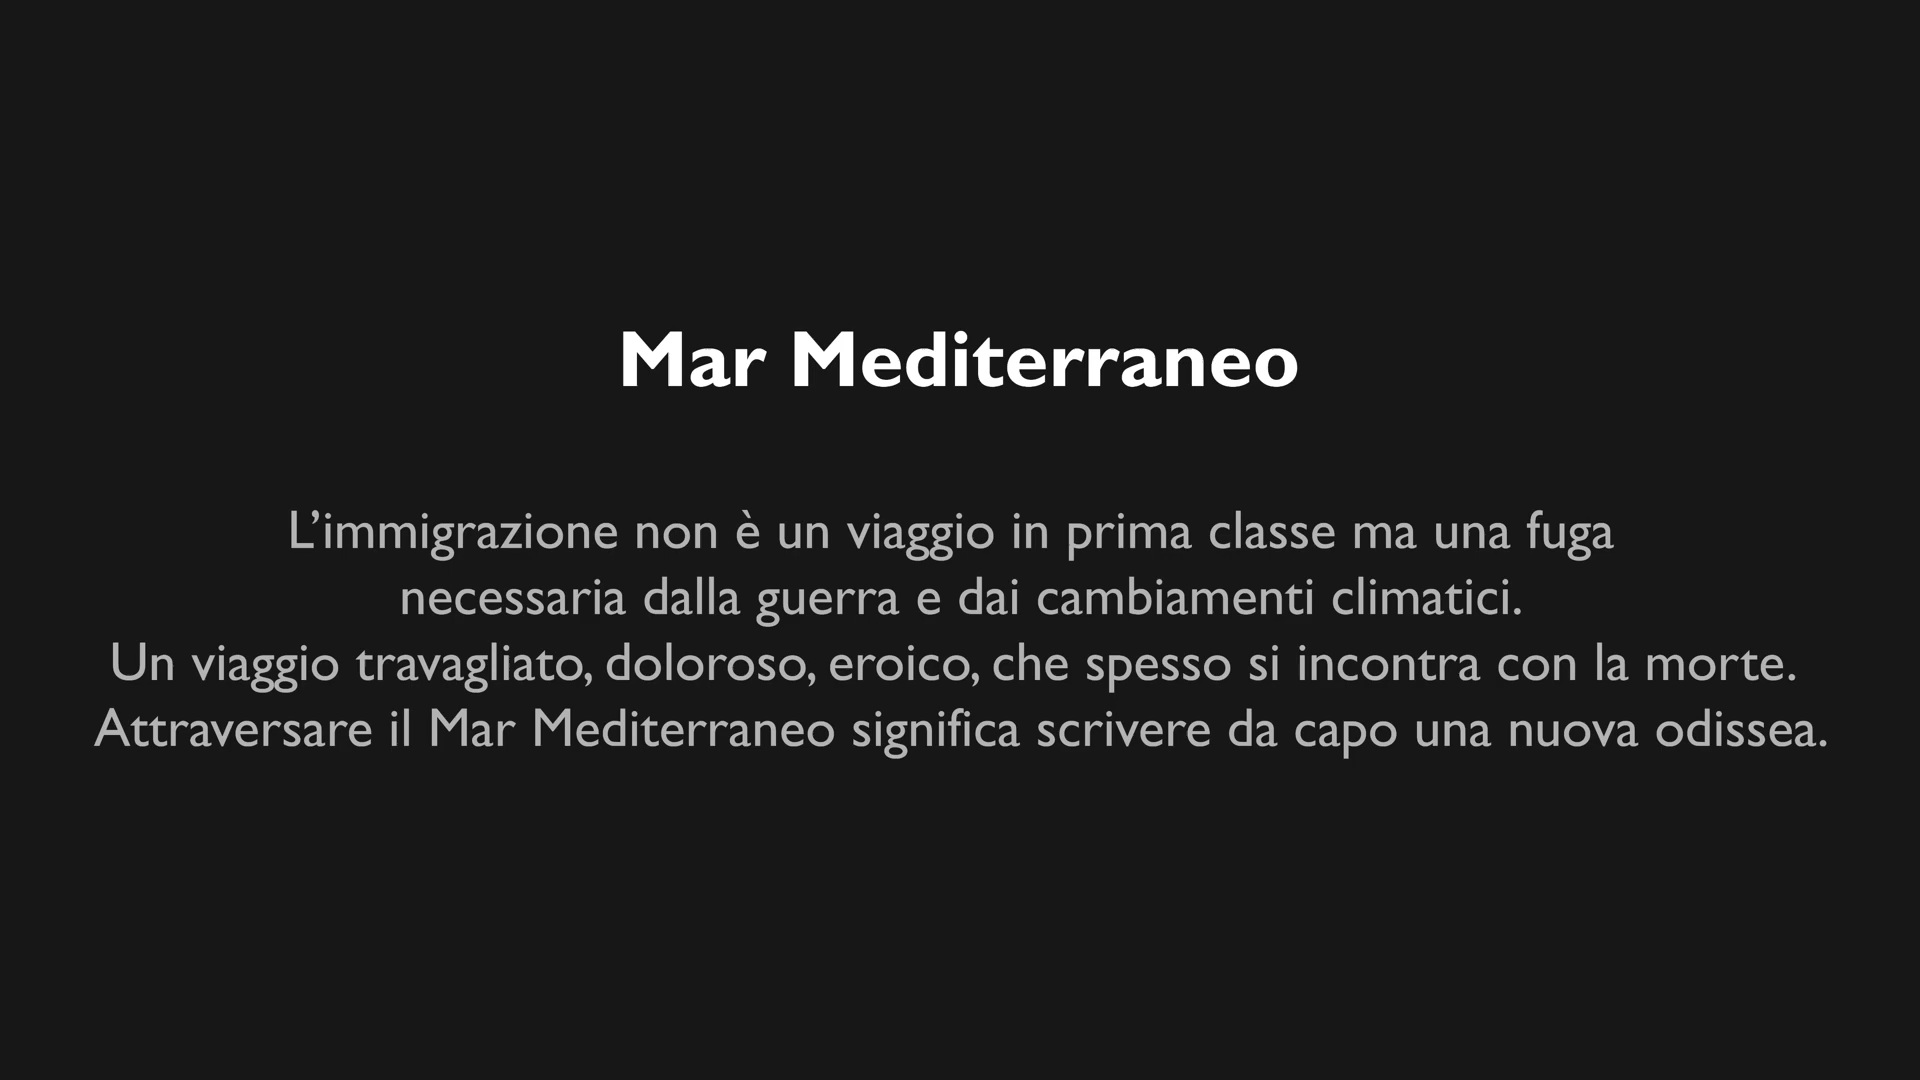 Mar Mediterraneo
L’immigrazione non è un viaggio in prima classe ma una fuga
necessaria dalla guerra e dai cambiamenti climatici.
Un viaggio travagliato, doloroso, eroico, che spesso si incontra con la morte.
Attraversare il Mar Mediterraneo significa scrivere da capo una nuova odissea.